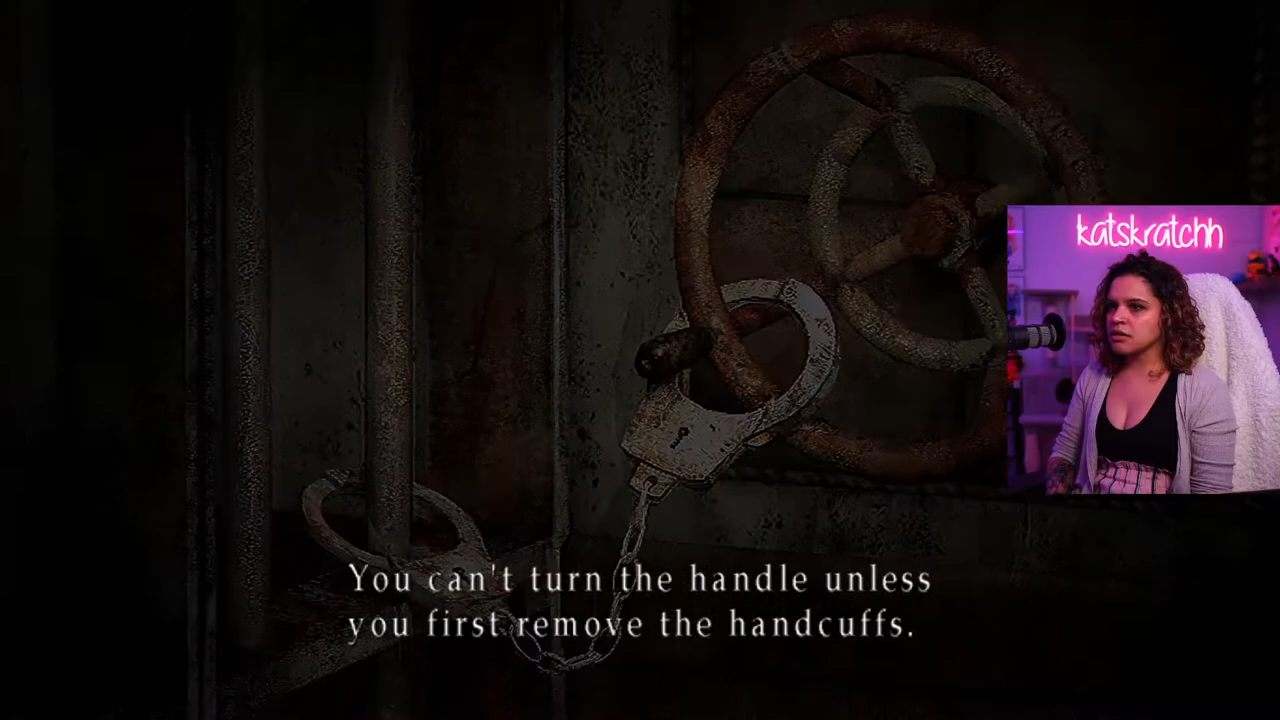 katskratchh
You can't turn the handle unless
you first remove the handcuffs.